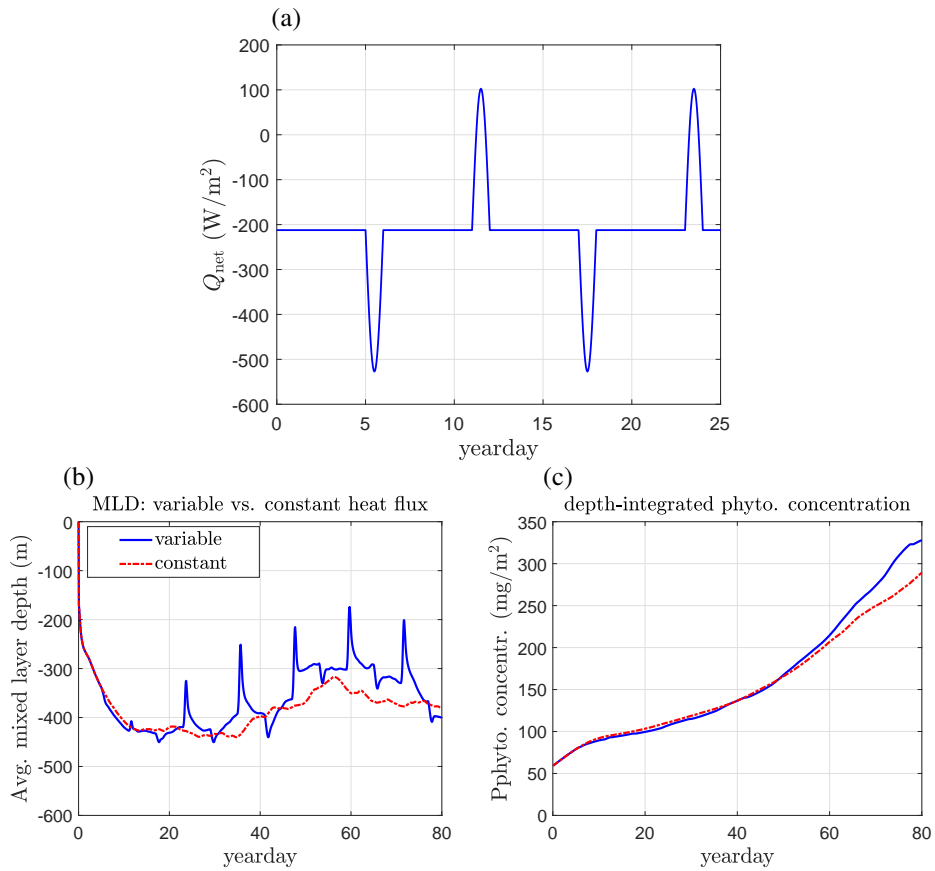 (a)
200
100
0
-100
-200
-300
-400
-500
-600
Q_net (W/m²)
0 5 10 15 20 25
yearday
(b)
MLD: variable vs. constant heat flux
variable
constant
0
-100
-200
-300
-400
-500
-600
Avg. mixed layer depth (m)
0 20 40 60 80
yearday
(c)
depth-integrated phyto. concentration
350
300
250
200
150
100
50
0
Pphyto. concentr. (mg/m²)
0 20 40 60 80
yearday